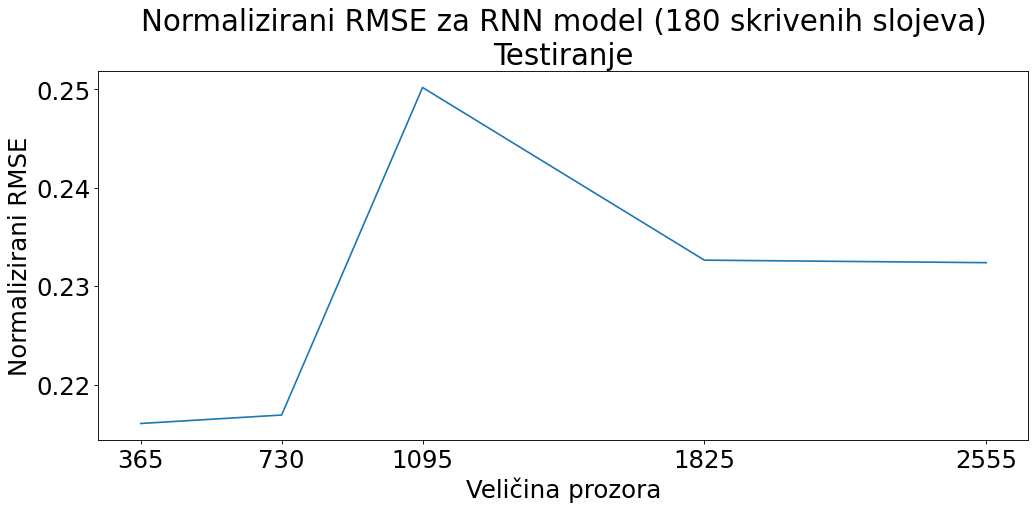 Normalizirani RMSE za RNN model (180 skrivenih slojeva)
Testiranje
Normalizirani RMSE
0.25
0.24
0.23
0.22
365 730 1095 1825 2555
Veličina prozora